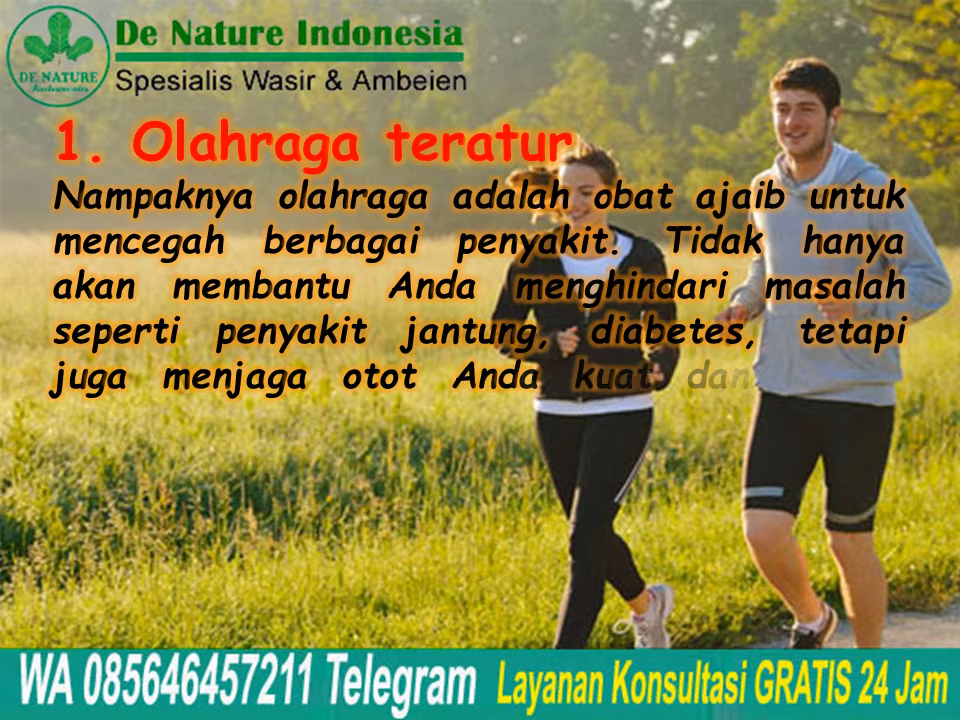 De Nature Indonesia
DE NATURE
Spesialis Wasir & Ambeien
1. Olahraga teratur
Nampaknya olahraga adalah obat ajaib untuk
mencegah berbagai penyakit. Tidak hanya
akan membantu Anda menghindari masalah
seperti penyakit jantung, diabetes, tetapi
juga menjaga otot Anda kuat dan
WA 085646457211 Telegram
Layanan Konsultasi GRATIS 24 Jam